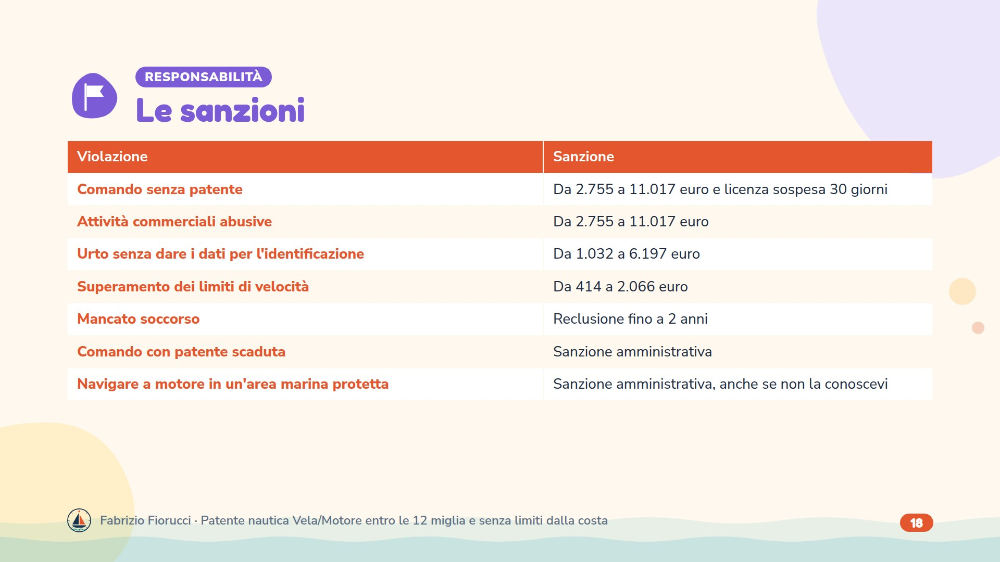 RESPONSABILITÀ
Le sanzioni
Violazione Sanzione
Comando senza patente Da 2.755 a 11.017 euro e licenza sospesa 30 giorni
Attività commerciali abusive Da 2.755 a 11.017 euro
Urto senza dare i dati per l'identificazione Da 1.032 a 6.197 euro
Superamento dei limiti di velocità Da 414 a 2.066 euro
Mancato soccorso Reclusione fino a 2 anni
Comando con patente scaduta Sanzione amministrativa
Navigare a motore in un'area marina protetta Sanzione amministrativa, anche se non la conoscevi
Fabrizio Fiorucci · Patente nautica Vela/Motore entro le 12 miglia e senza limiti dalla costa
18